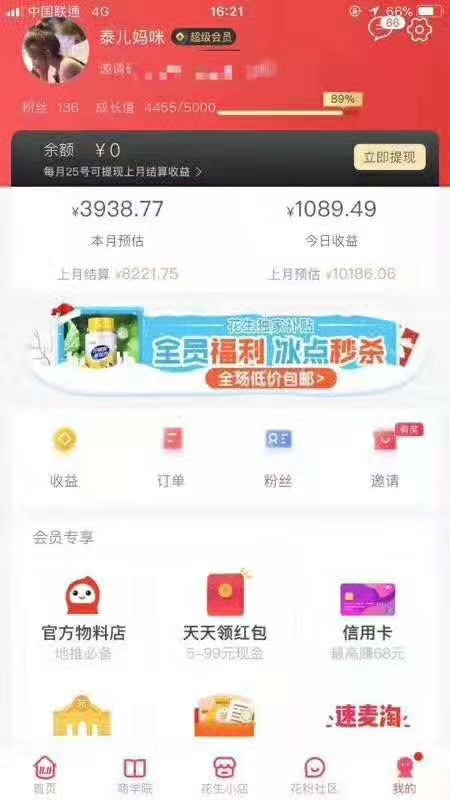 中国联通 4G 16:21 66%
66
泰儿妈咪 超级会员
邀请
粉丝 136 成长值 4455/5000 89%
余额 ¥0 立即提现
每月25号可提现上月结算收益 >
¥3938.77 ¥1089.49
本月预估 今日收益
上月结算 ¥8221.75 上月预估 ¥10186.06
花生独家补贴
全员福利 冰点秒杀
全场低价包邮>
有奖
收益 订单 粉丝 邀请
会员专享
官方物料店 天天领红包 信用卡
地推必备 5~99元现金 最高赚68元
速麦淘
首页 商学院 花生小店 花粉社区 我的